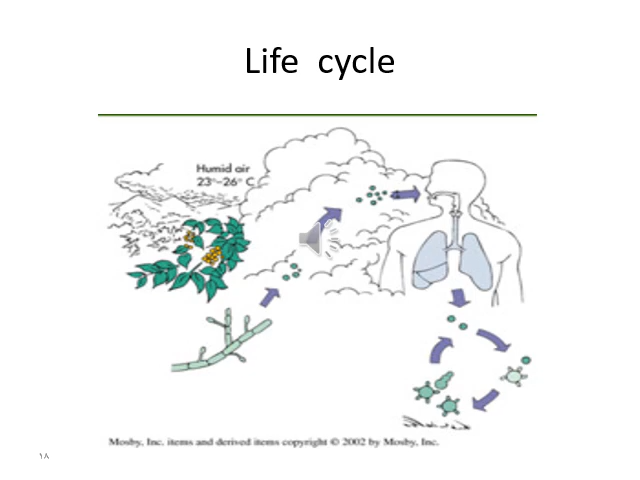 Life cycle
Humid air
23°–26° C
Mosby, Inc. items and derived items copyright © 2002 by Mosby, Inc.
١٨